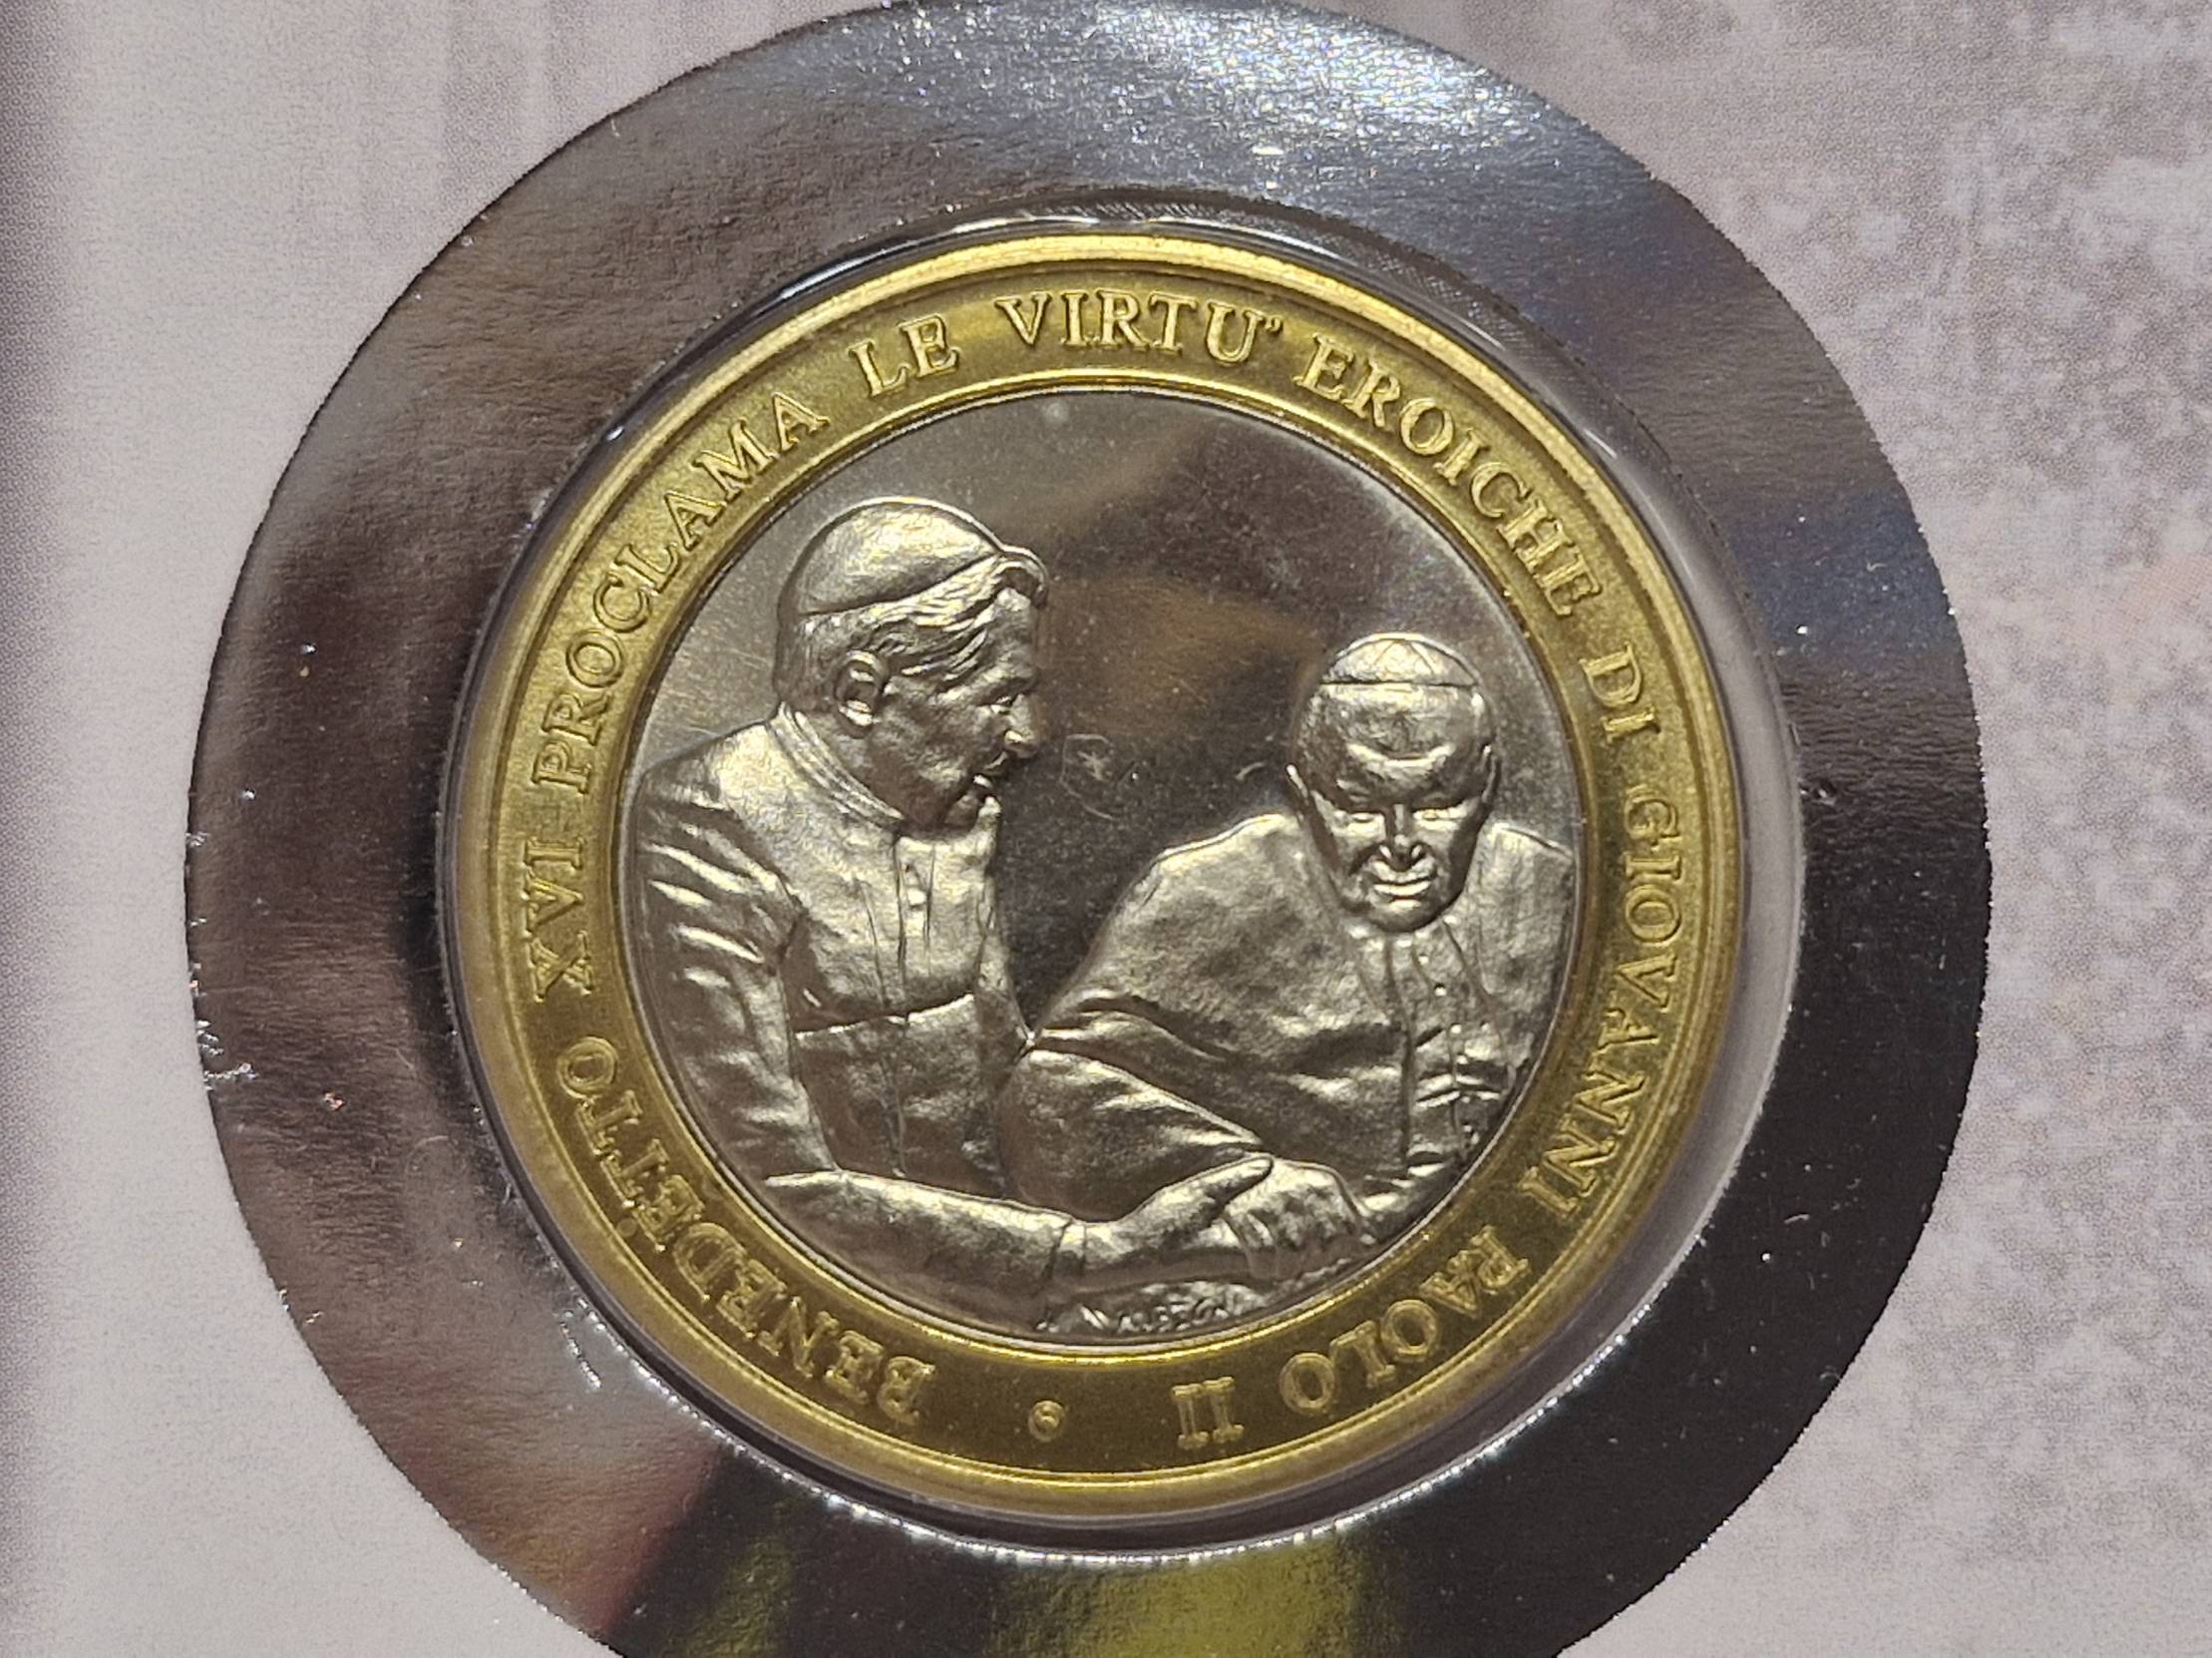 BENEDETTO XVI PROCLAMA LE VIRTU' EROICHE DI GIOVANNI PAOLO II